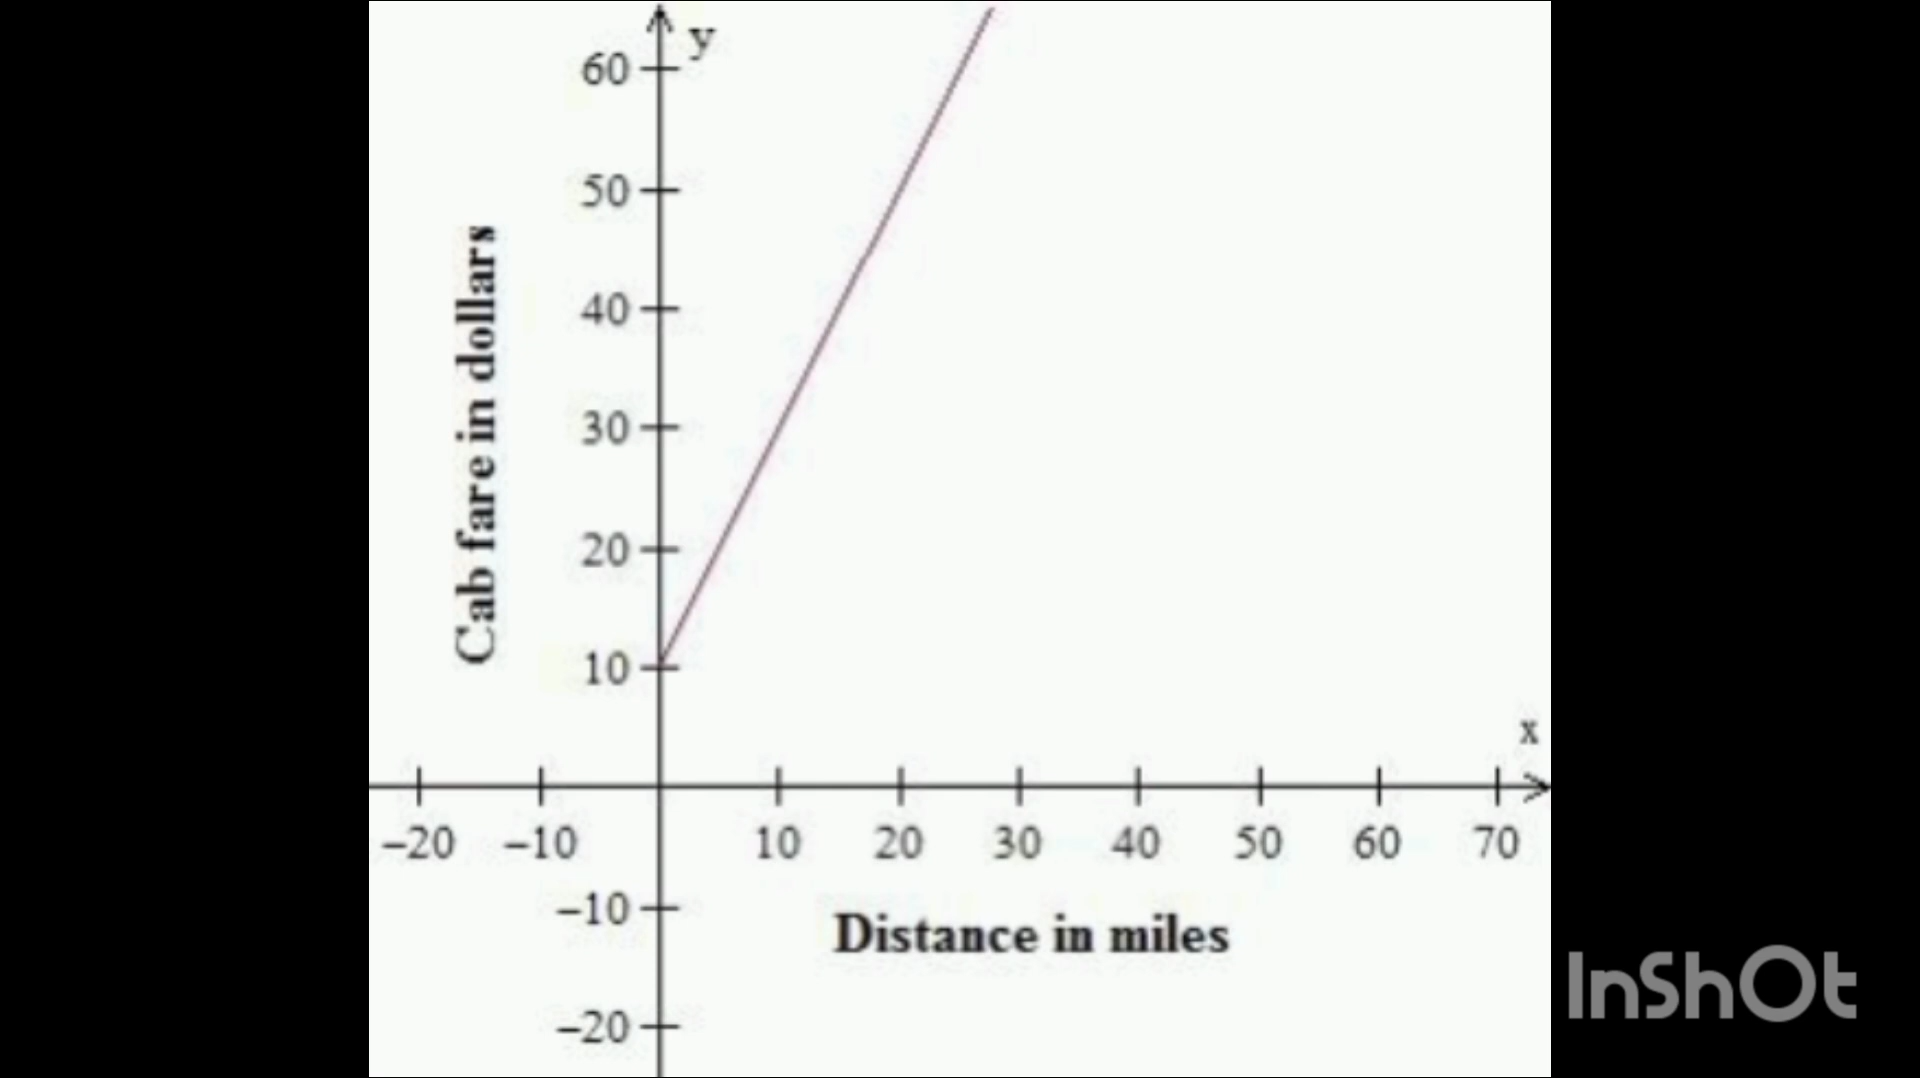 y
60
50
40
30
20
10
Cab fare in dollars
x
–20 –10 10 20 30 40 50 60 70
–10
Distance in miles
–20
InShOt